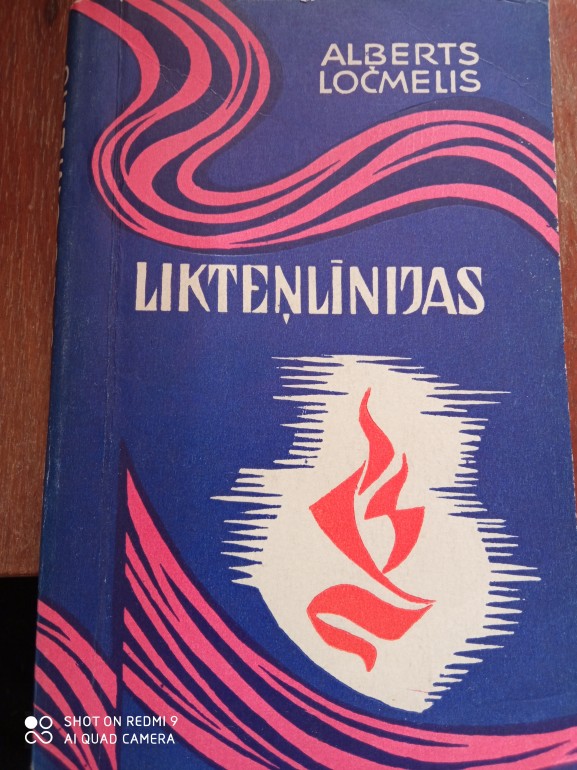 ALBERTS
LOČMELIS
LIKTEŅLĪNIJAS
SHOT ON REDMI 9
AI QUAD CAMERA